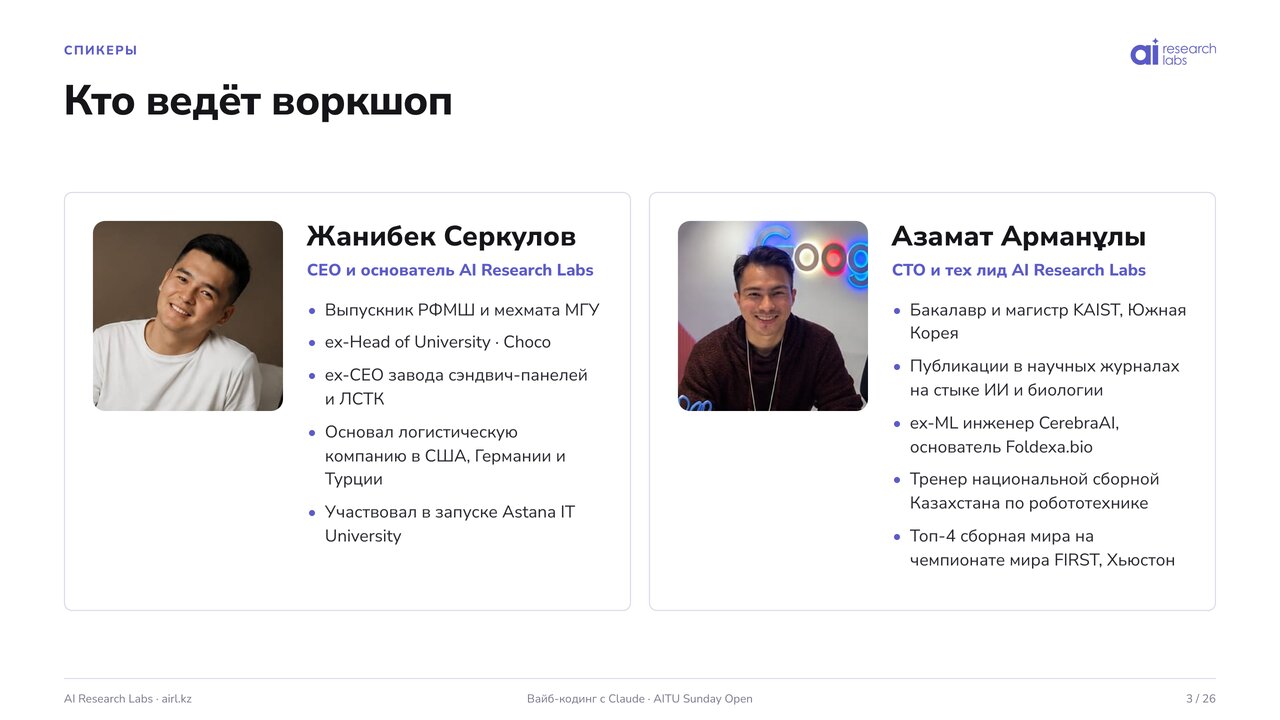 СПИКЕРЫ
ai research labs
Кто ведёт воркшоп
Жанибек Серкулов
CEO и основатель AI Research Labs
• Выпускник РФМШ и мехмата МГУ
• ex-Head of University · Choco
• ex-CEO завода сэндвич-панелей
и ЛСТК
• Основал логистическую
компанию в США, Германии и
Турции
• Участвовал в запуске Astana IT
University
Goog
Азамат Арманұлы
CTO и тех лид AI Research Labs
• Бакалавр и магистр KAIST, Южная
Корея
• Публикации в научных журналах
на стыке ИИ и биологии
• ex-ML инженер CerebraAI,
основатель Foldexa.bio
• Тренер национальной сборной
Казахстана по робототехнике
• Топ-4 сборная мира на
чемпионате мира FIRST, Хьюстон
AI Research Labs · airl.kz
Вайб-кодинг с Claude · AITU Sunday Open
3 / 26